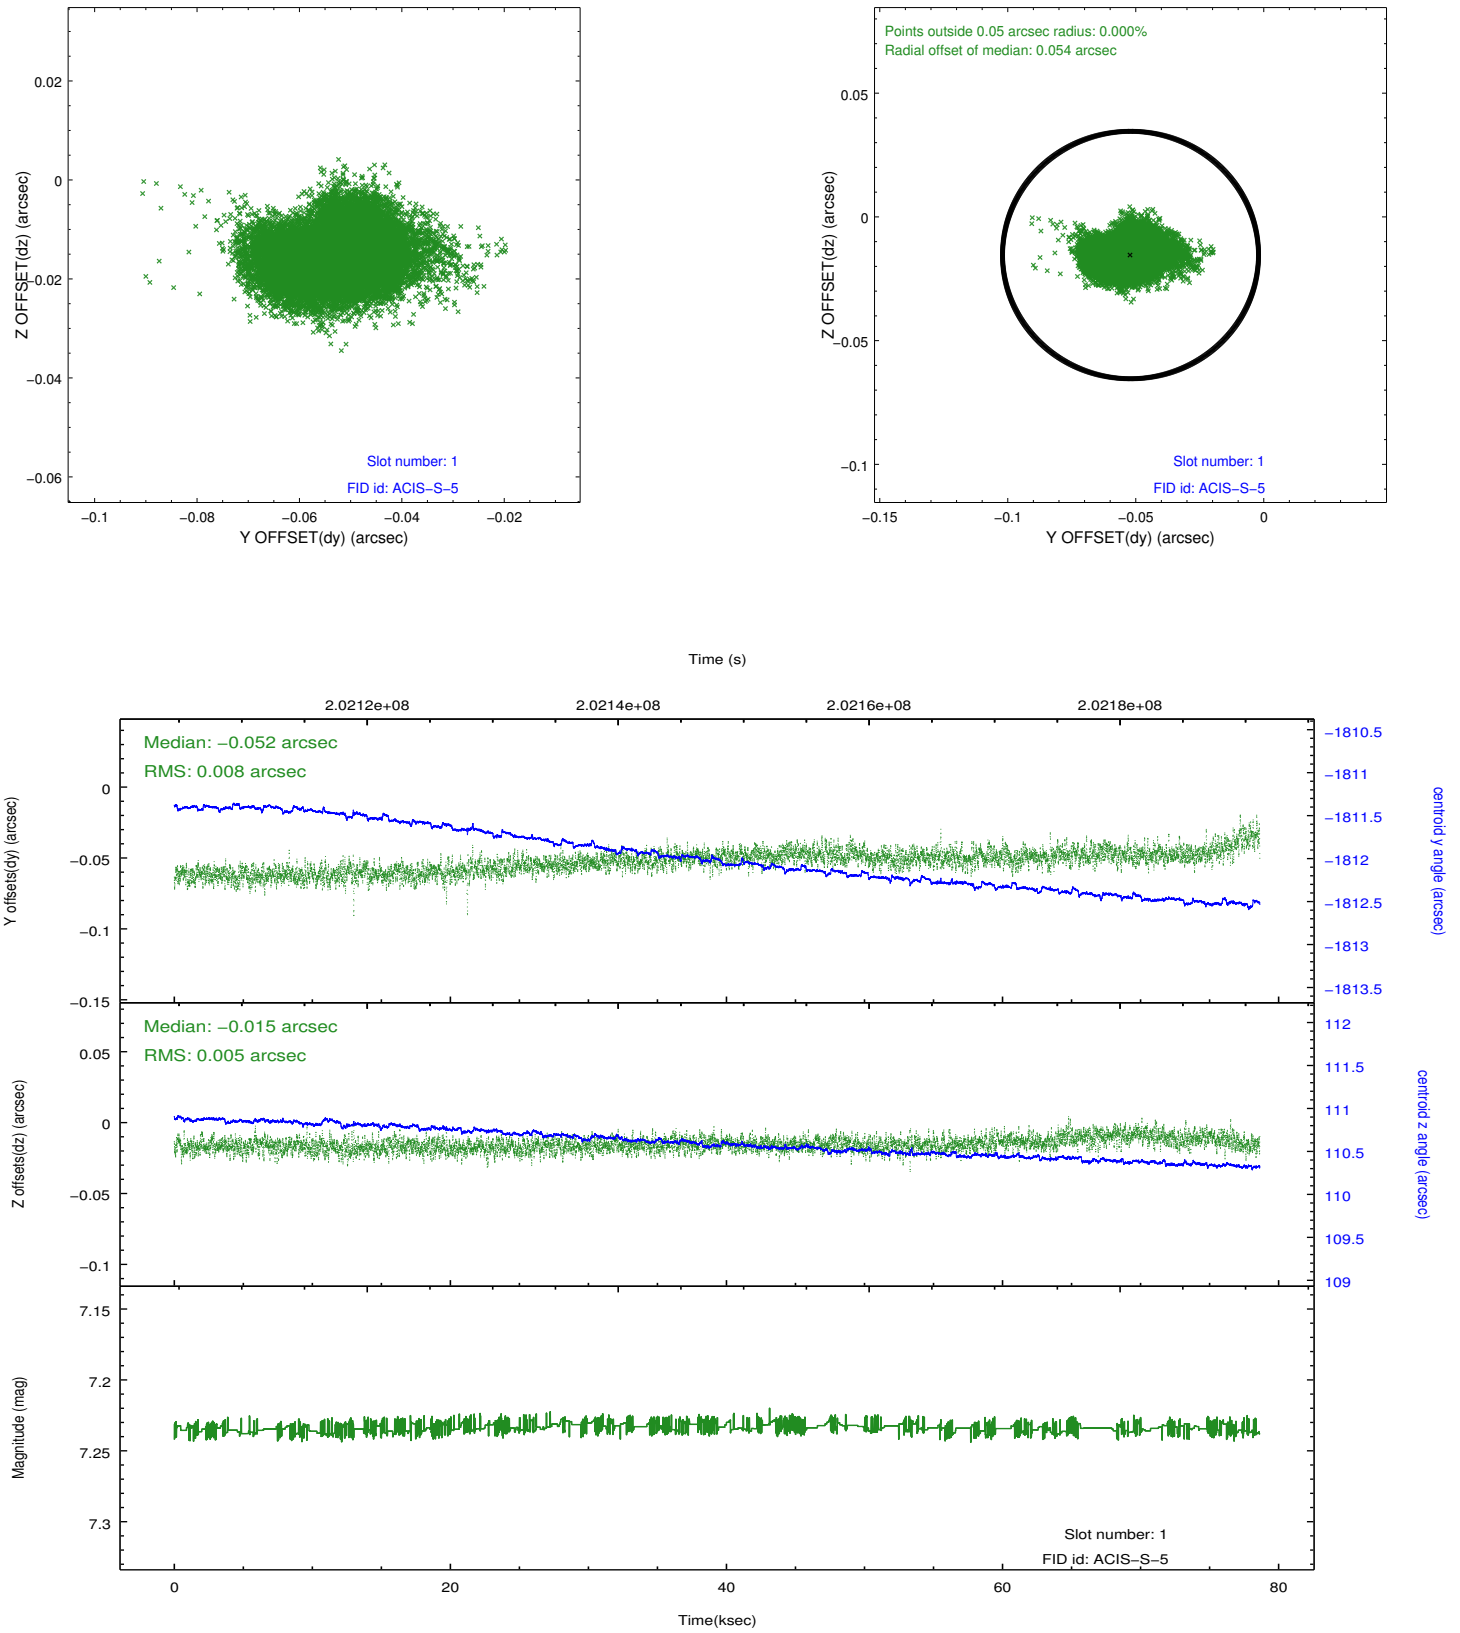 0.02
0
−0.02
−0.04
−0.06
Z OFFSET(dz) (arcsec)
Slot number: 1
FID id: ACIS−S−5
−0.1
−0.08
−0.06
−0.04
−0.02
Y OFFSET(dy) (arcsec)
Points outside 0.05 arcsec radius: 0.000%
Radial offset of median: 0.054 arcsec
0.05
0
−0.05
−0.1
Z OFFSET(dz) (arcsec)
Slot number: 1
FID id: ACIS−S−5
−0.15
−0.1
−0.05
0
Y OFFSET(dy) (arcsec)
Time (s)
2.0212e+08
2.0214e+08
2.0216e+08
2.0218e+08
Median: −0.052 arcsec
RMS: 0.008 arcsec
0
−0.05
−0.1
−0.15
Y offsets(dy) (arcsec)
−1810.5
−1811
−1811.5
−1812
−1812.5
−1813
−1813.5
centroid y angle (arcsec)
Median: −0.015 arcsec
RMS: 0.005 arcsec
0.05
0
−0.05
−0.1
Z offsets(dz) (arcsec)
112
111.5
111
110.5
110
109.5
109
centroid z angle (arcsec)
7.15
7.2
7.25
7.3
Magnitude (mag)
Slot number: 1
FID id: ACIS−S−5
0
20
40
60
80
Time(ksec)